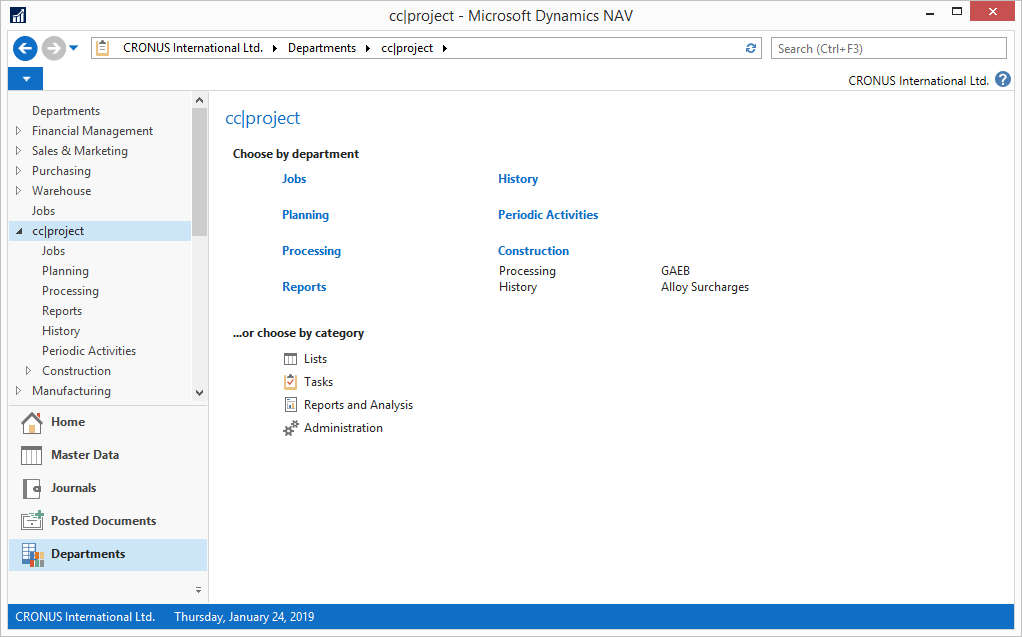 cc|project - Microsoft Dynamics NAV
CRONUS International Ltd. Departments cc|project
Search (Ctrl+F3)
CRONUS International Ltd.
Departments
Financial Management
Sales & Marketing
Purchasing
Warehouse
Jobs
cc|project
Jobs
Planning
Processing
Reports
History
Periodic Activities
Construction
Manufacturing
Home
Master Data
Journals
Posted Documents
Departments
cc|project
Choose by department
Jobs
History
Planning
Periodic Activities
Processing
Construction
Processing
GAEB
Reports
History
Alloy Surcharges
...or choose by category
Lists
Tasks
Reports and Analysis
Administration
CRONUS International Ltd. Thursday, January 24, 2019